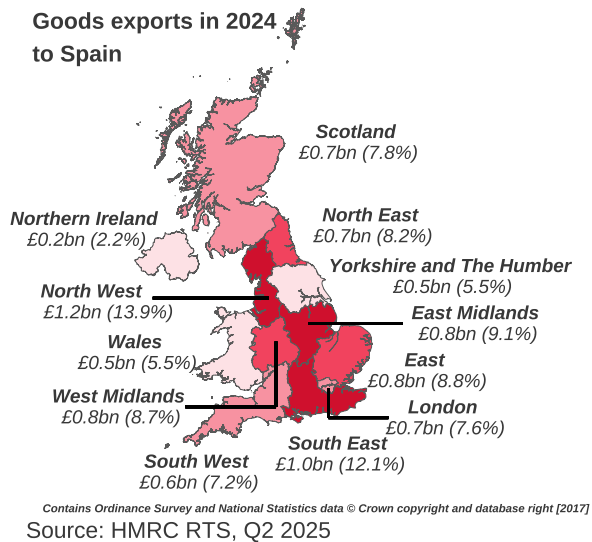 Goods exports in 2024
to Spain
Scotland
£0.7bn (7.8%)
Northern Ireland
£0.2bn (2.2%)
North East
£0.7bn (8.2%)
Yorkshire and The Humber
£0.5bn (5.5%)
North West
£1.2bn (13.9%)
East Midlands
£0.8bn (9.1%)
Wales
£0.5bn (5.5%)
East
£0.8bn (8.8%)
West Midlands
£0.8bn (8.7%)
London
£0.7bn (7.6%)
South East
£1.0bn (12.1%)
South West
£0.6bn (7.2%)
Contains Ordinance Survey and National Statistics data © Crown copyright and database right [2017]
Source: HMRC RTS, Q2 2025